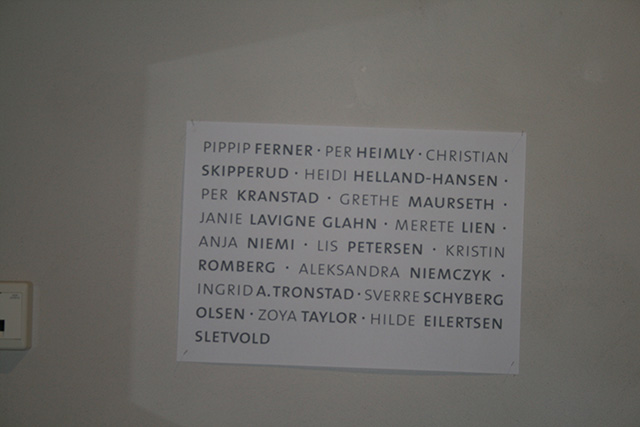 PIPPIP FERNER · PER HEIMLY · CHRISTIAN
SKIPPERUD · HEIDI HELLAND-HANSEN ·
PER KRANSTAD · GRETHE MAURSETH ·
JANIE LAVIGNE GLAHN · MERETE LIEN ·
ANJA NIEMI · LIS PETERSEN · KRISTIN
ROMBERG · ALEKSANDRA NIEMCZYK ·
INGRID A. TRONSTAD · SVERRE SCHYBERG
OLSEN · ZOYA TAYLOR · HILDE EILERTSEN
SLETVOLD